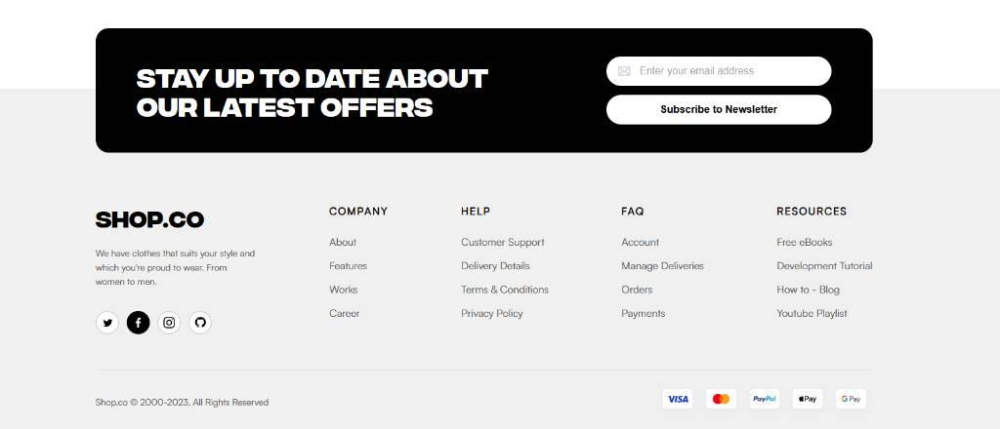 STAY UP TO DATE ABOUT
OUR LATEST OFFERS
Enter your email address
Subscribe to Newsletter
SHOP.CO
We have clothes that suits your style and
which you're proud to wear. From
women to men.
COMPANY
About
Features
Works
Career
HELP
Customer Support
Delivery Details
Terms & Conditions
Privacy Policy
FAQ
Account
Manage Deliveries
Orders
Payments
RESOURCES
Free eBooks
Development Tutorial
How to - Blog
Youtube Playlist
Shop.co © 2000-2023, All Rights Reserved
VISA
PayPal
Pay
G Pay